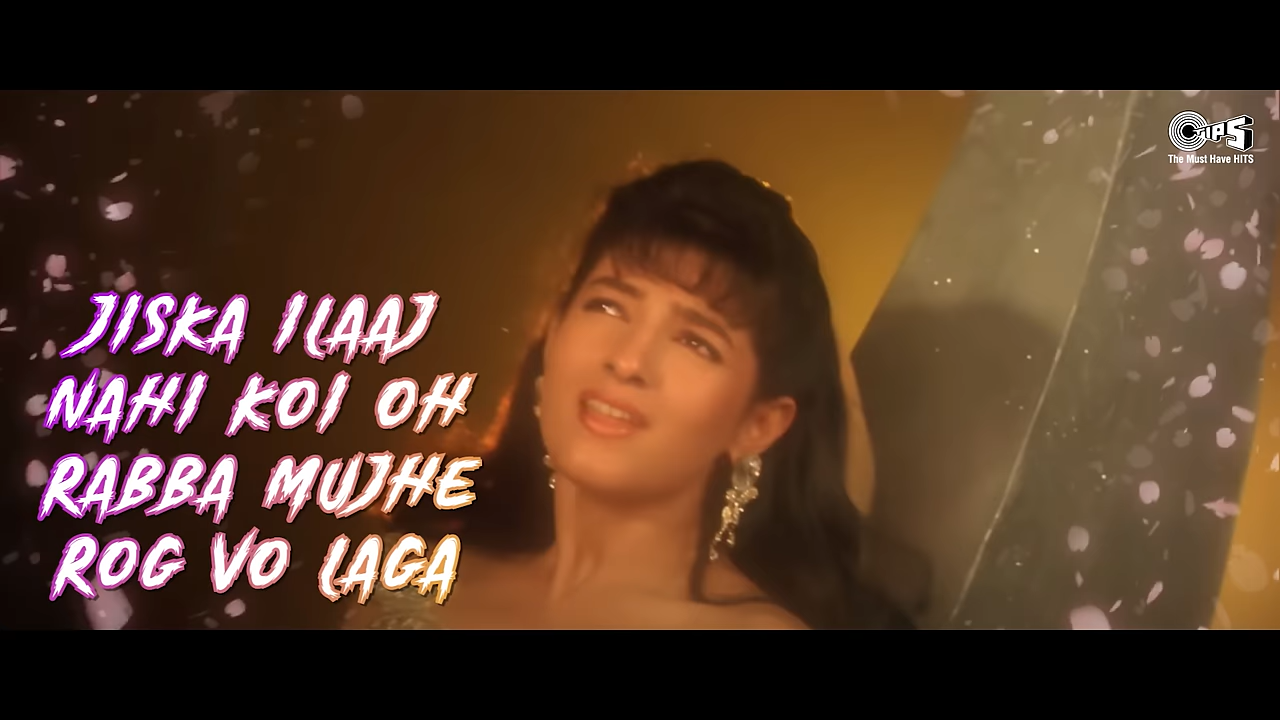 TIPS
The Must Have HITS
JISKA ILAAJ
NAHI KOI OH
RABBA MUJHE
ROG VO LAGA